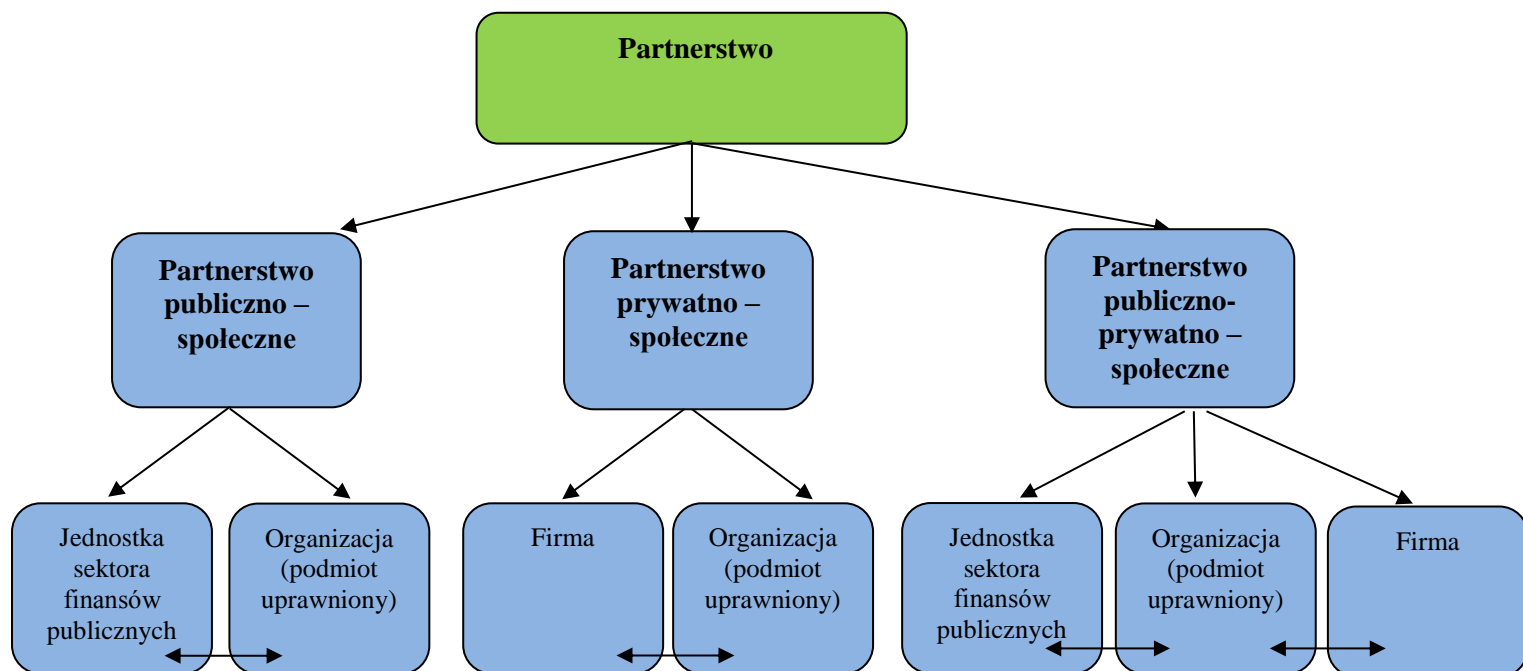 Partnerstwo
Partnerstwo
publiczno –
społeczne
Partnerstwo
prywatno –
społeczne
Partnerstwo
publiczno-
prywatno –
społeczne
Jednostka
sektora
finansów
publicznych
Organizacja
(podmiot
uprawniony)
Firma
Organizacja
(podmiot
uprawniony)
Jednostka
sektora
finansów
publicznych
Organizacja
(podmiot
uprawniony)
Firma